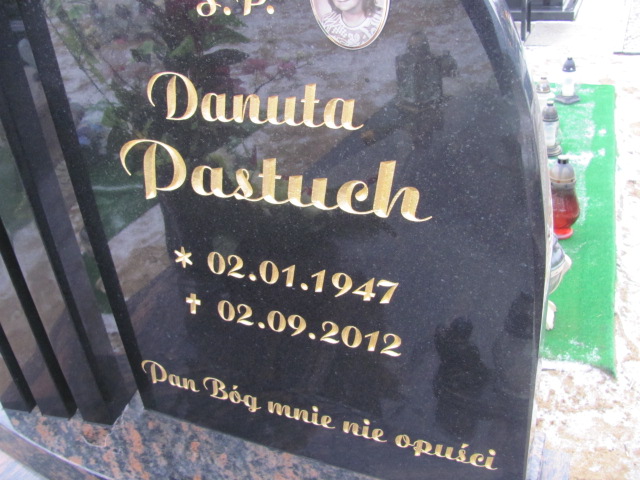 Ś. P.
Danuta
Pastuch
* 02.01.1947
✝ 02.09.2012
Pan Bóg mnie nie opuści